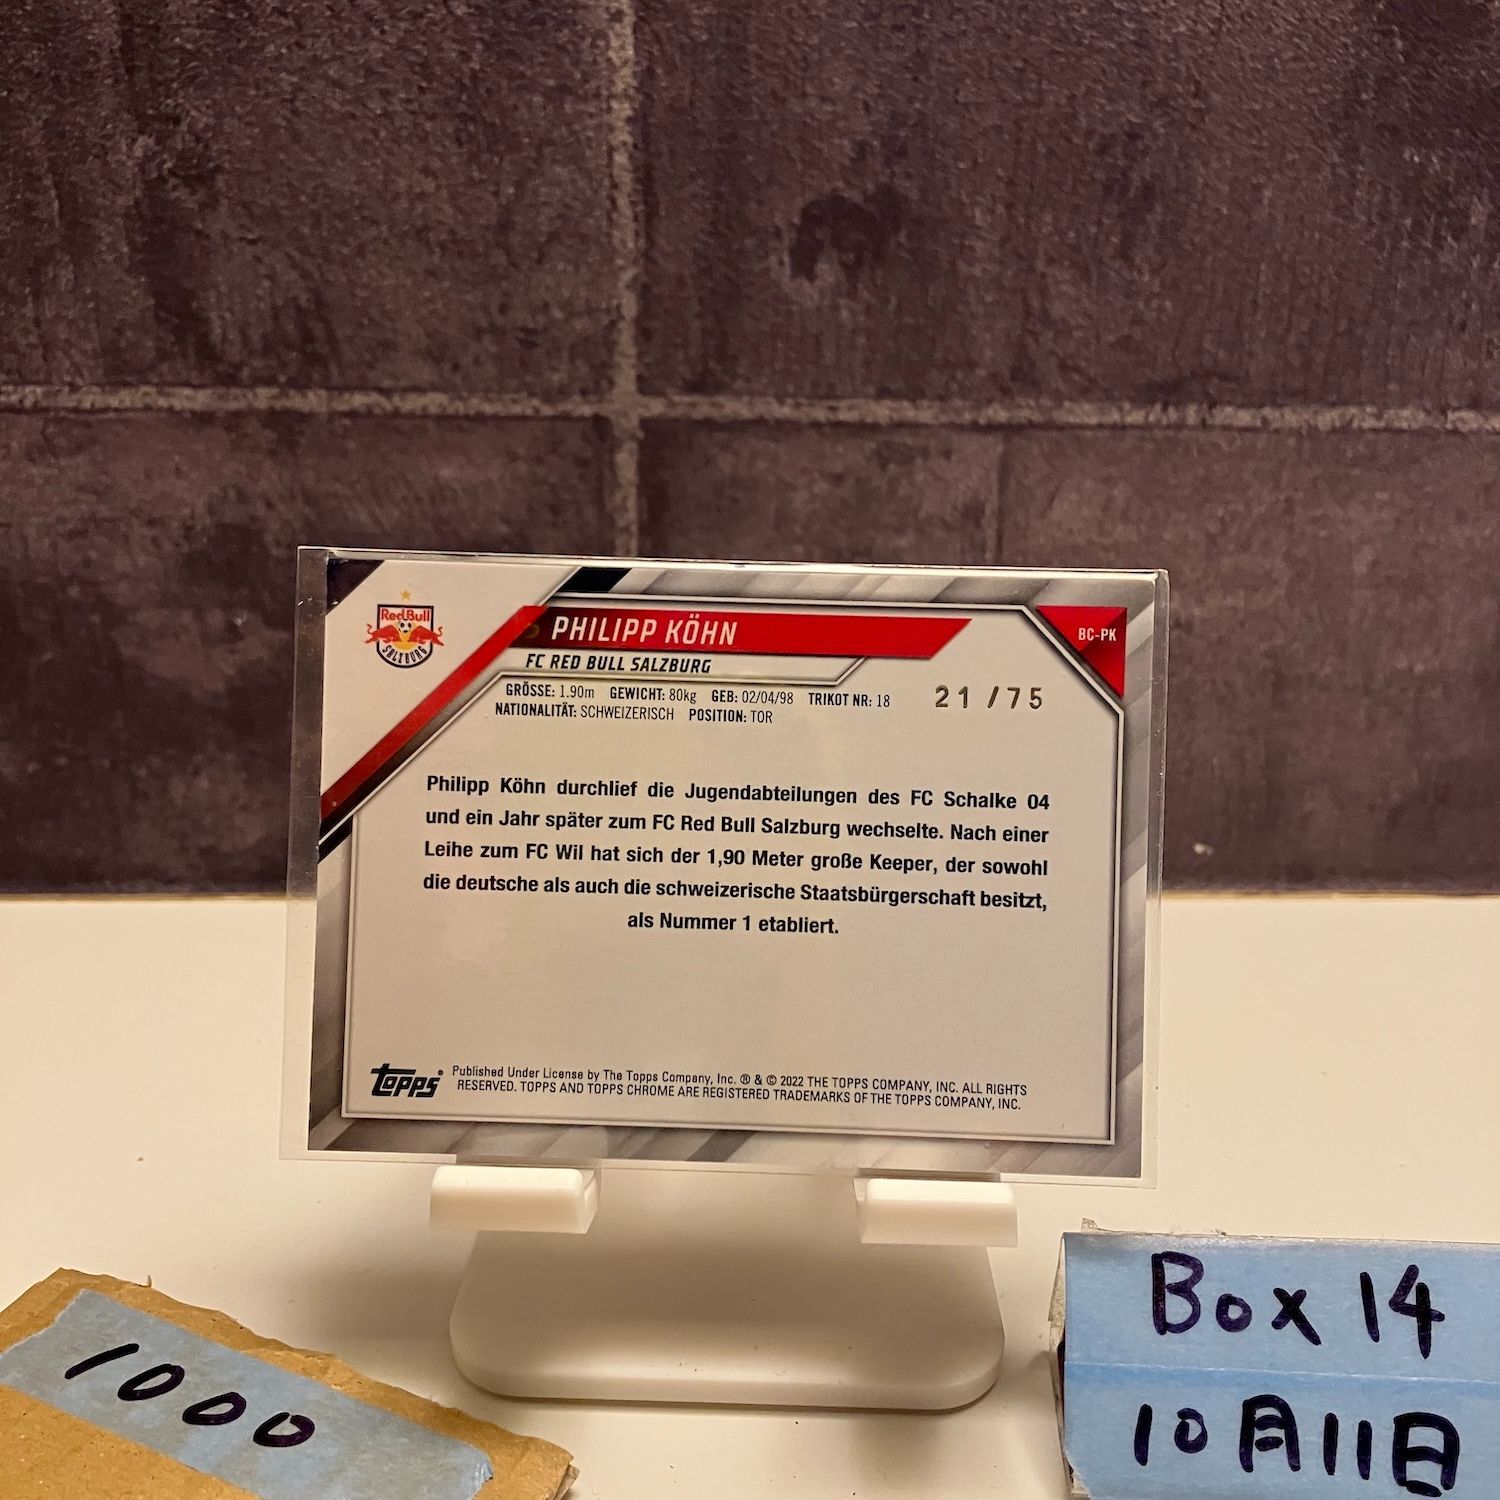 Red Bull
SALZBURG
PHILIPP KÖHN
BC-PK
FC RED BULL SALZBURG
GRÖSSE: 1.90m GEWICHT: 80kg GEB: 02/04/98 TRIKOT NR: 18
21 /75
NATIONALITÄT: SCHWEIZERISCH POSITION: TOR
Philipp Köhn durchlief die Jugendabteilungen des FC Schalke 04
und ein Jahr später zum FC Red Bull Salzburg wechselte. Nach einer
Leihe zum FC Wil hat sich der 1,90 Meter große Keeper, der sowohl
die deutsche als auch die schweizerische Staatsbürgerschaft besitzt,
als Nummer 1 etabliert.
topps®
Published Under License by The Topps Company, Inc. ® & © 2022 THE TOPPS COMPANY, INC. ALL RIGHTS
RESERVED. TOPPS AND TOPPS CHROME ARE REGISTERED TRADEMARKS OF THE TOPPS COMPANY, INC.
1000
Box 14
10月11日